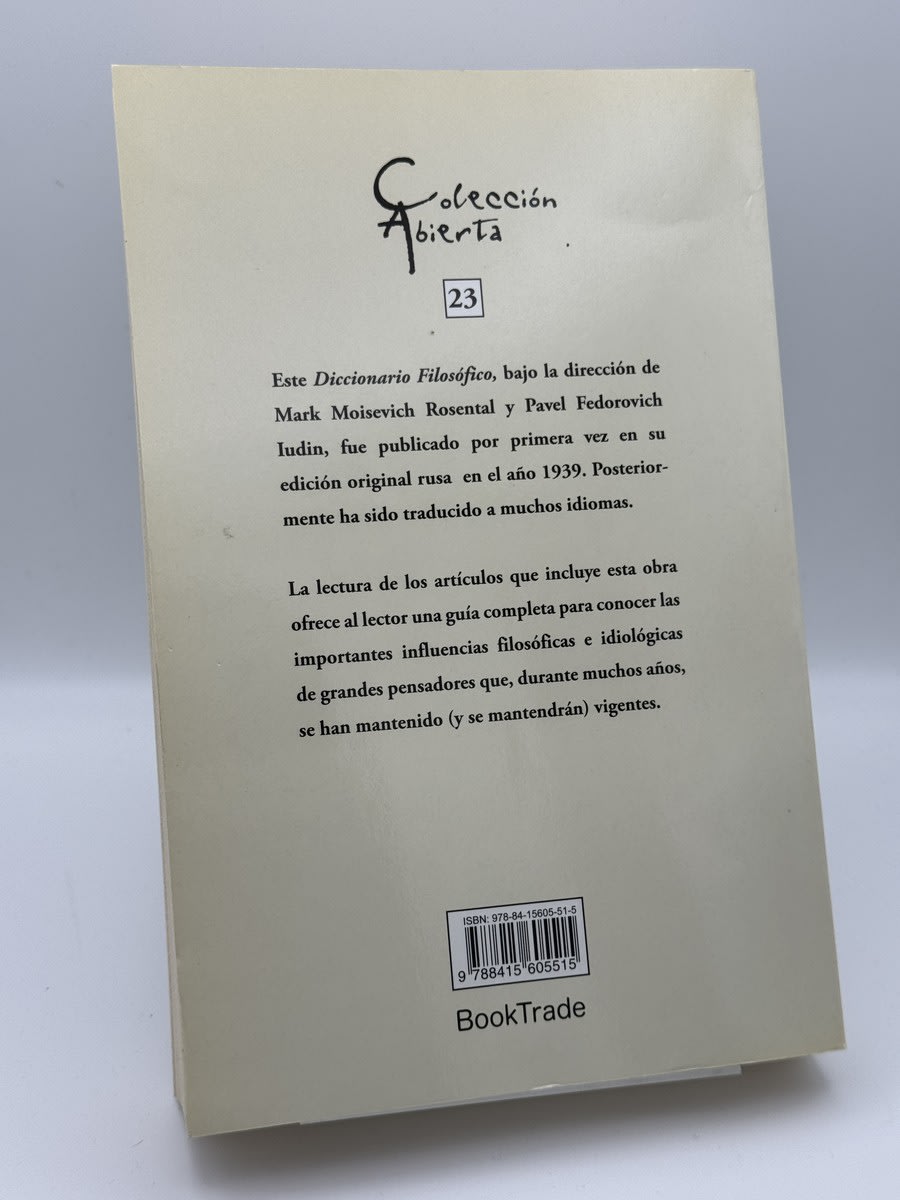 Colección
Abierta
23
Este Diccionario Filosófico, bajo la dirección de
Mark Moisevich Rosental y Pavel Fedorovich
Iudin, fue publicado por primera vez en su
edición original rusa en el año 1939. Posterior-
mente ha sido traducido a muchos idiomas.
La lectura de los artículos que incluye esta obra
ofrece al lector una guía completa para conocer las
importantes influencias filosóficas e idiológicas
de grandes pensadores que, durante muchos años,
se han mantenido (y se mantendrán) vigentes.
ISBN: 978-84-15605-51-5
9 788415 605515
BookTrade